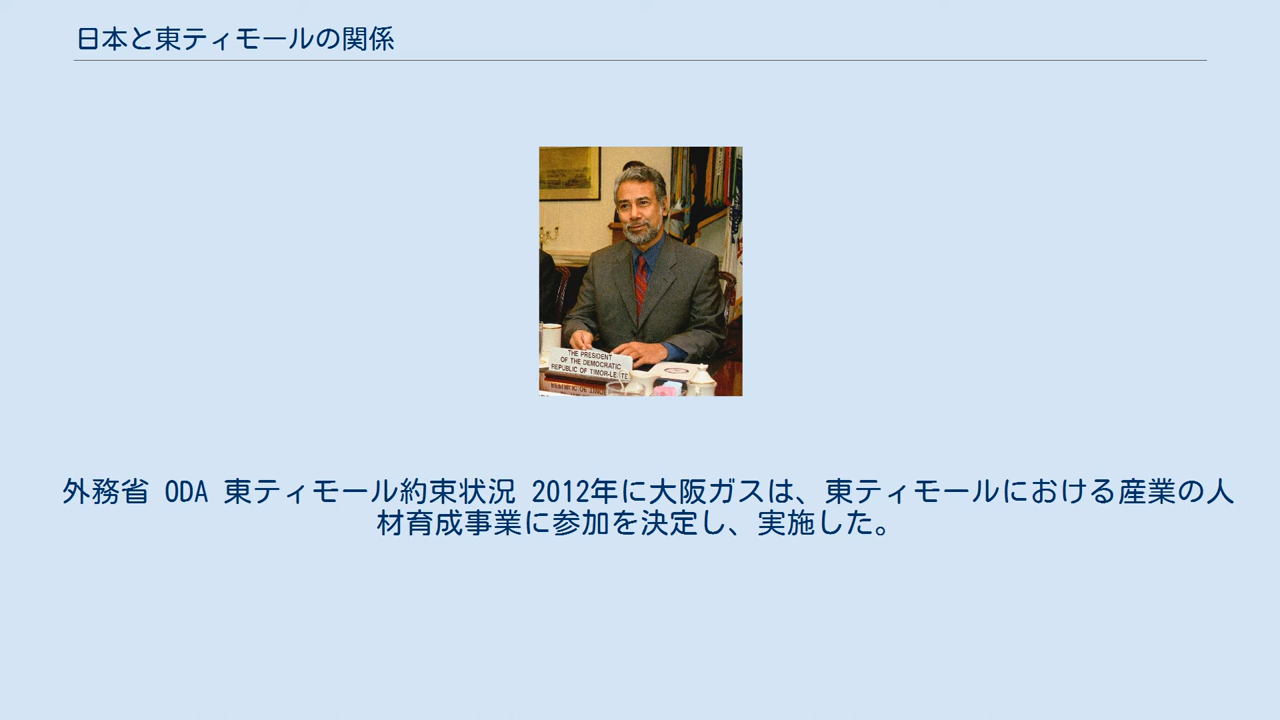 日本と東ティモールの関係
THE PRESIDENT
OF THE DEMOCRATIC
REPUBLIC OF TIMOR-LESTE
外務省 ODA 東ティモール約束状況 2012年に大阪ガスは、東ティモールにおける産業の人
材育成事業に参加を決定し、実施した。